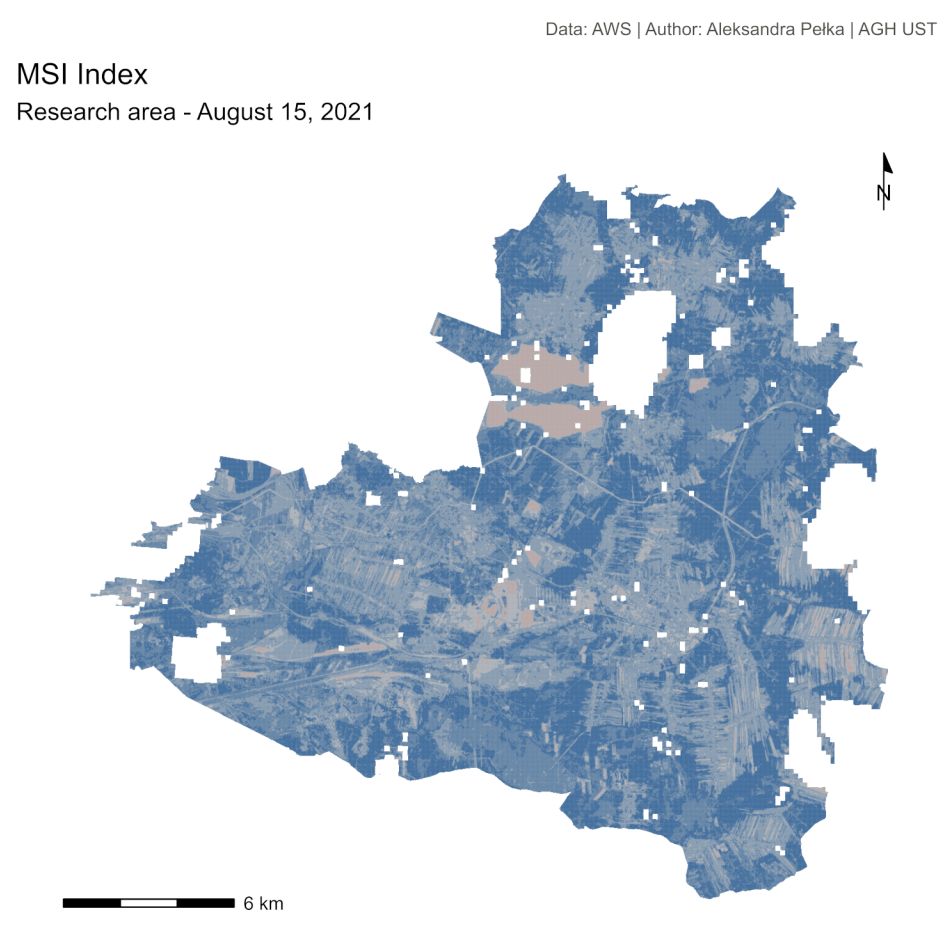 Data: AWS | Author: Aleksandra Pełka | AGH UST
MSI Index
Research area - August 15, 2021
N
6 km